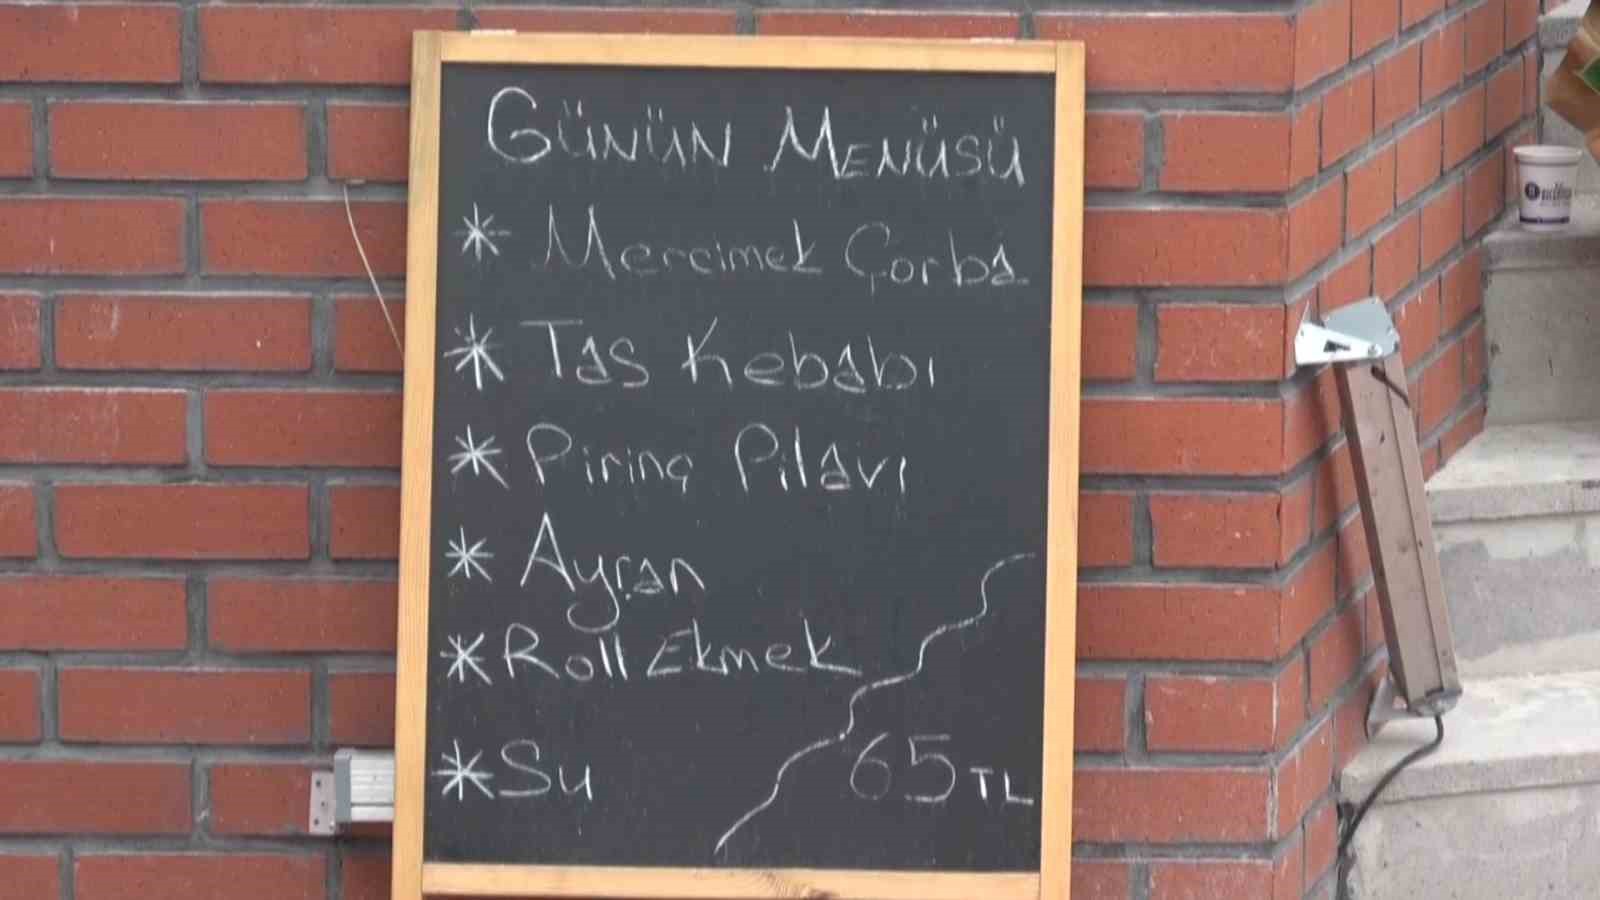 GÜNÜN MENÜSÜ
* Mercimek Çorba
* Tas Kebabı
* Pirinç Pilavı
* Ayran
* Roll Ekmek
* Su
65 TL